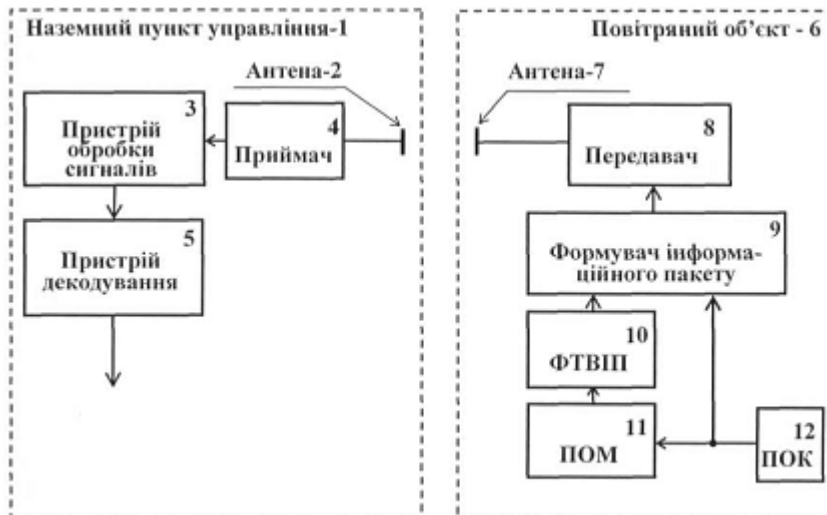 Наземний пункт управління-1
Антена-2
3
Пристрій
обробки
сигналів
4
Приймач
5
Пристрій
декодування
Повітряний об’єкт - 6
Антена-7
8
Передавач
9
Формувач інформа-
ційного пакету
10
ФТВІП
11
ПОМ
12
ПОК